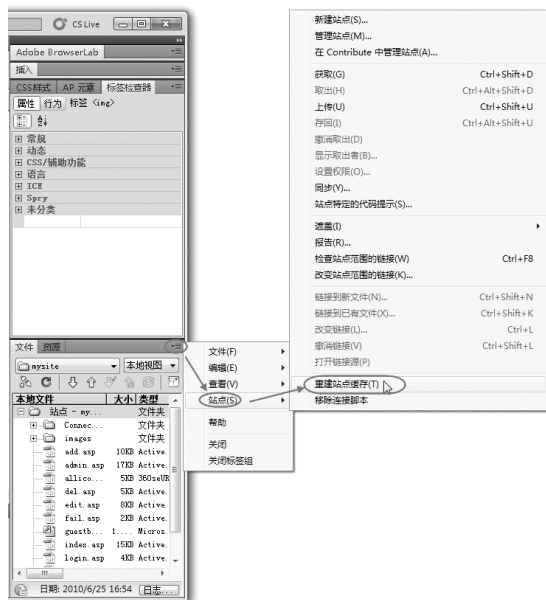 CS Live
Adobe BrowserLab
插入
CSS样式 AP 元素 标签检查器
属性 行为 标签 <img>
常规
动态
CSS/辅助功能
语言
ICE
Spry
未分类
文件 资源
mysite 本地视图
本地文件 大小 类型
站点 - my... 文件夹
Connec... 文件夹
images 文件夹
add.asp 10KB Active.
admin.asp 17KB Active.
allico... 5KB 360seUR
del.asp 5KB Active.
edit.asp 8KB Active.
fail.asp 2KB Active.
guestb... 1... Micros.
index.asp 15KB Active.
login.asp 4KB Active.
日期: 2010/6/25 16:54 日志...
文件(F)
编辑(E)
查看(V)
站点(S)
帮助
关闭
关闭标签组
新建站点(S)...
管理站点(M)...
在 Contribute 中管理站点(A)...
获取(G) Ctrl+Shift+D
取出(H) Ctrl+Alt+Shift+D
上传(U) Ctrl+Shift+U
存回(I) Ctrl+Alt+Shift+U
撤消取出(D)
显示取出者(B)...
设置权限(O)...
同步(Y)...
站点特定的代码提示(S)...
遮盖(I)
报告(R)...
检查站点范围的链接(W) Ctrl+F8
改变站点范围的链接(K)...
链接到新文件(N)... Ctrl+Shift+N
链接到已有文件(X)... Ctrl+Shift+K
改变链接(L)... Ctrl+L
撤消链接(V) Ctrl+Shift+L
打开链接源(P)
重建站点缓存(T)
移除连接脚本